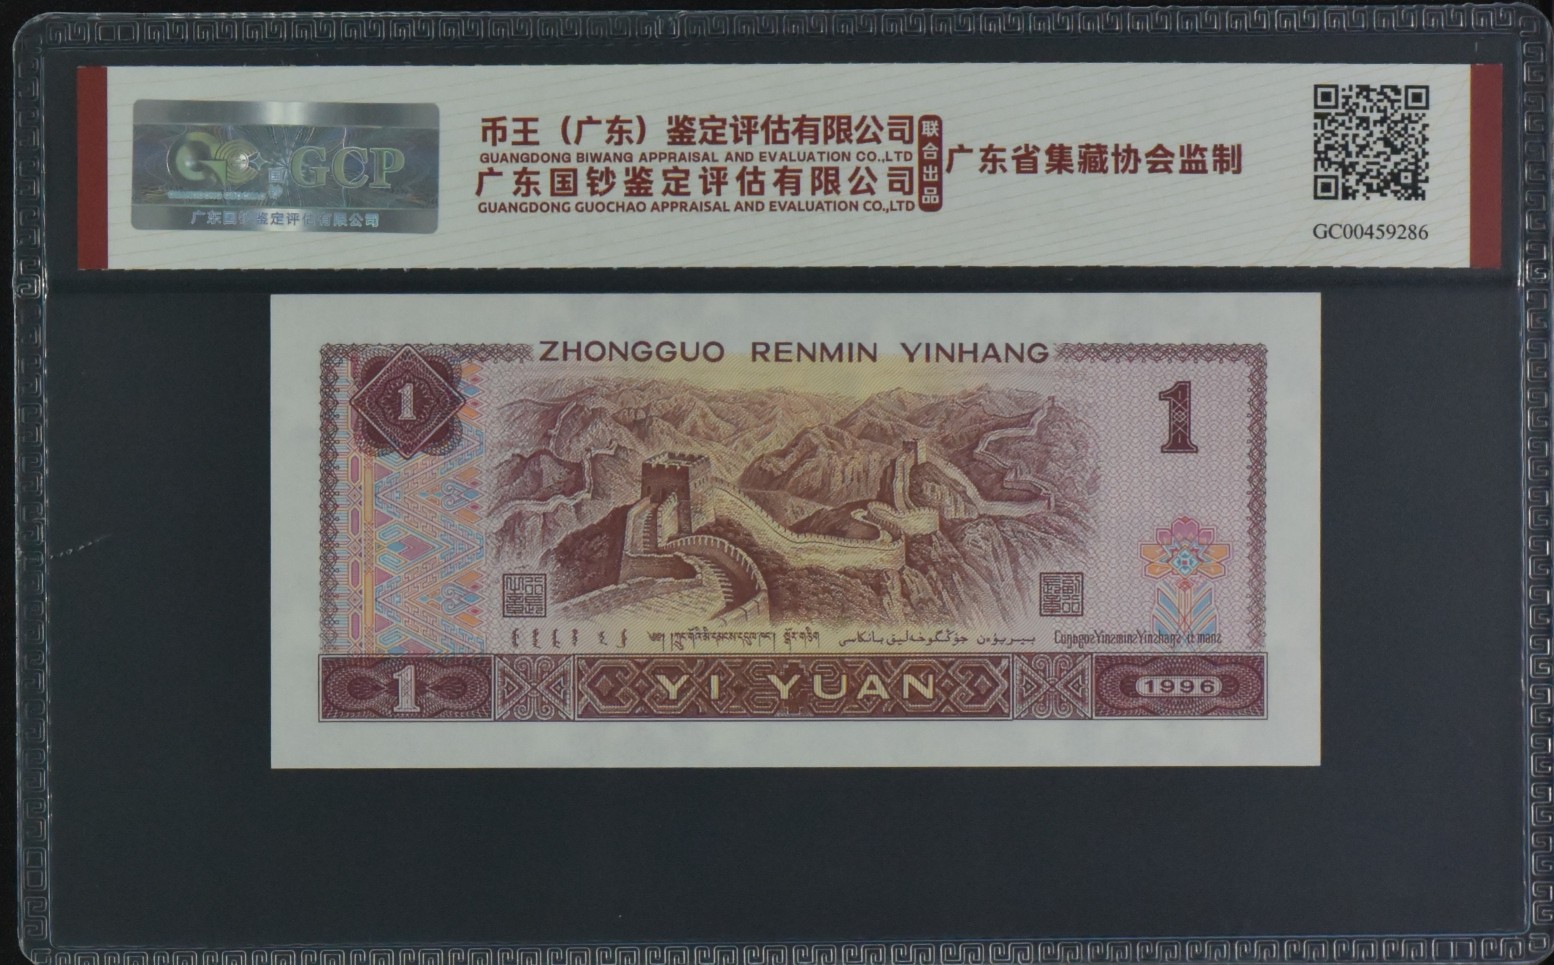 GCP
广东国钞鉴定评估有限公司
币王（广东）鉴定评估有限公司
GUANGDONG BIWANG APPRAISAL AND EVALUATION CO.,LTD
广东国钞鉴定评估有限公司
GUANGDONG GUOCHAO APPRAISAL AND EVALUATION CO.,LTD
联合出品
广东省集藏协会监制
GC00459286
ZHONGGUO RENMIN YINHANG
1
1
بيريۋەن جۇڭگوخەليق بانكاسى
1
YI YUAN
1996